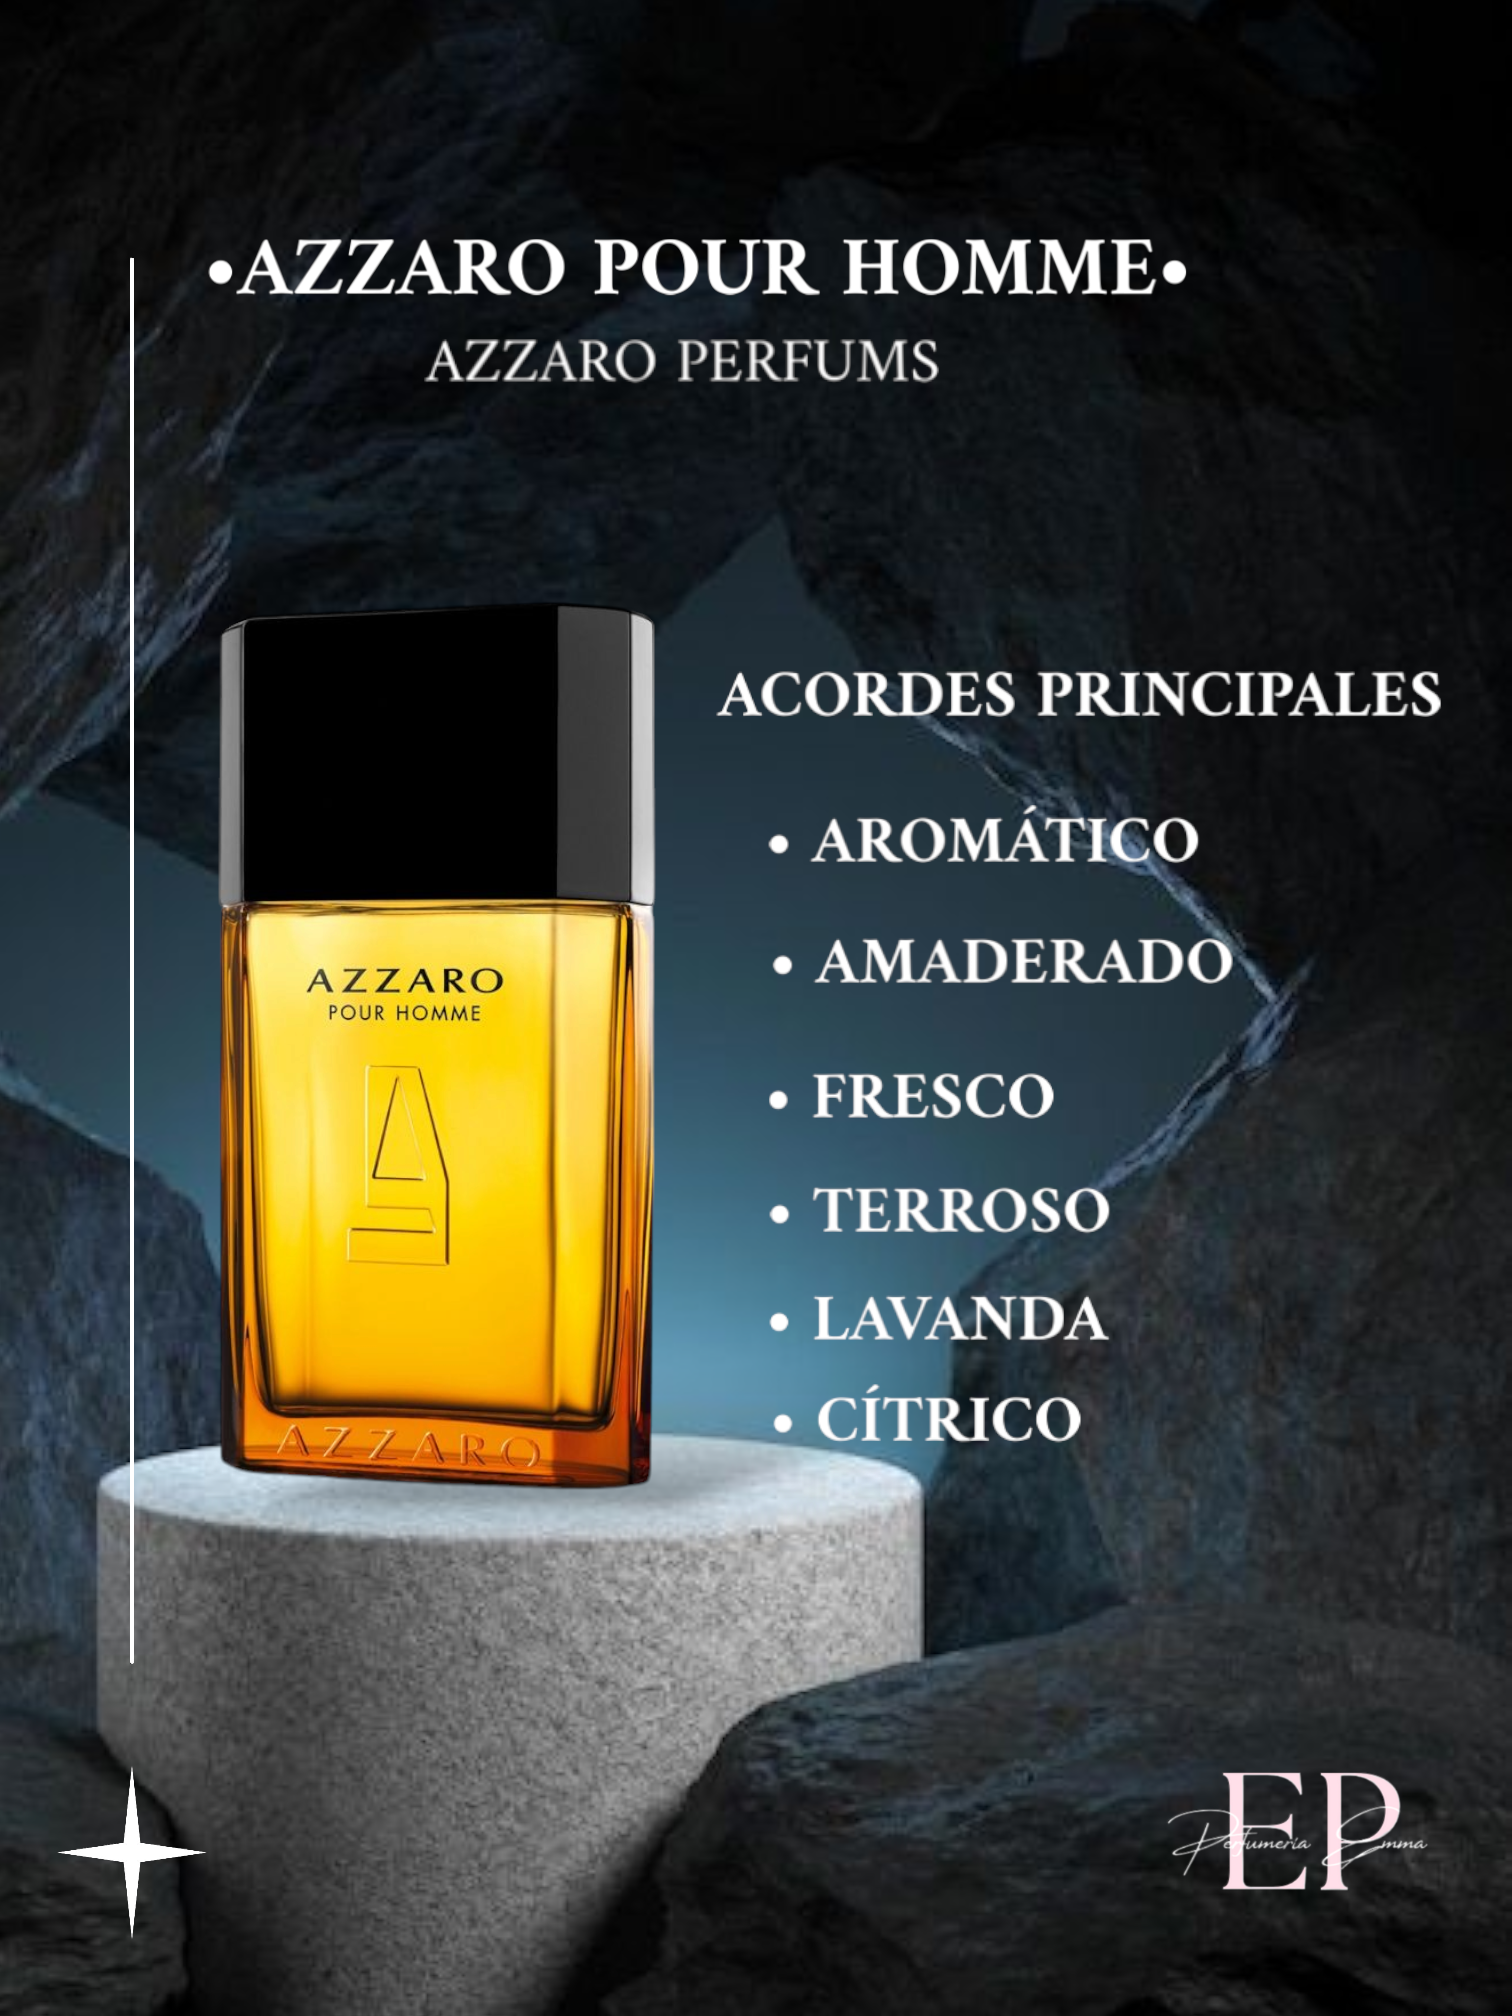 •AZZARO POUR HOMME•
AZZARO PERFUMS
ACORDES PRINCIPALES
• AROMÁTICO
• AMADERADO
• FRESCO
• TERROSO
• LAVANDA
• CÍTRICO
AZZARO
POUR HOMME
AZZARO
EP
Perfumeria Emma